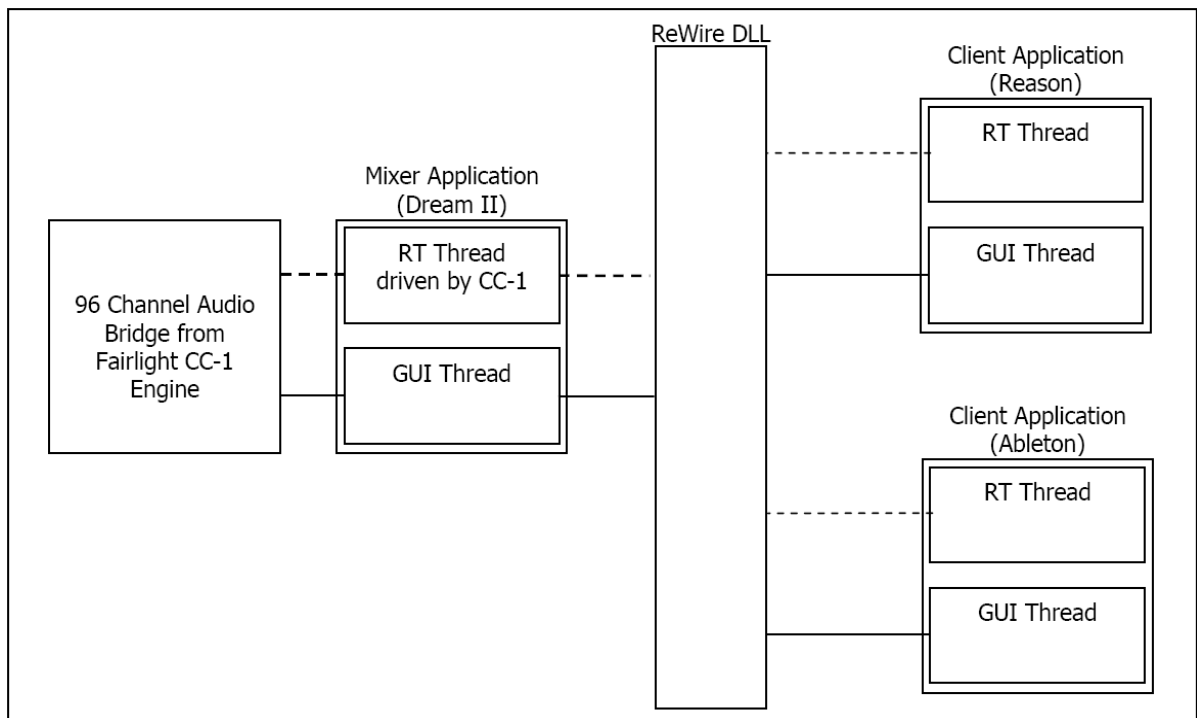 ReWire DLL
Client Application
(Reason)
RT Thread
GUI Thread
Mixer Application
(Dream II)
RT Thread
driven by CC-1
GUI Thread
96 Channel Audio
Bridge from
Fairlight CC-1
Engine
Client Application
(Ableton)
RT Thread
GUI Thread